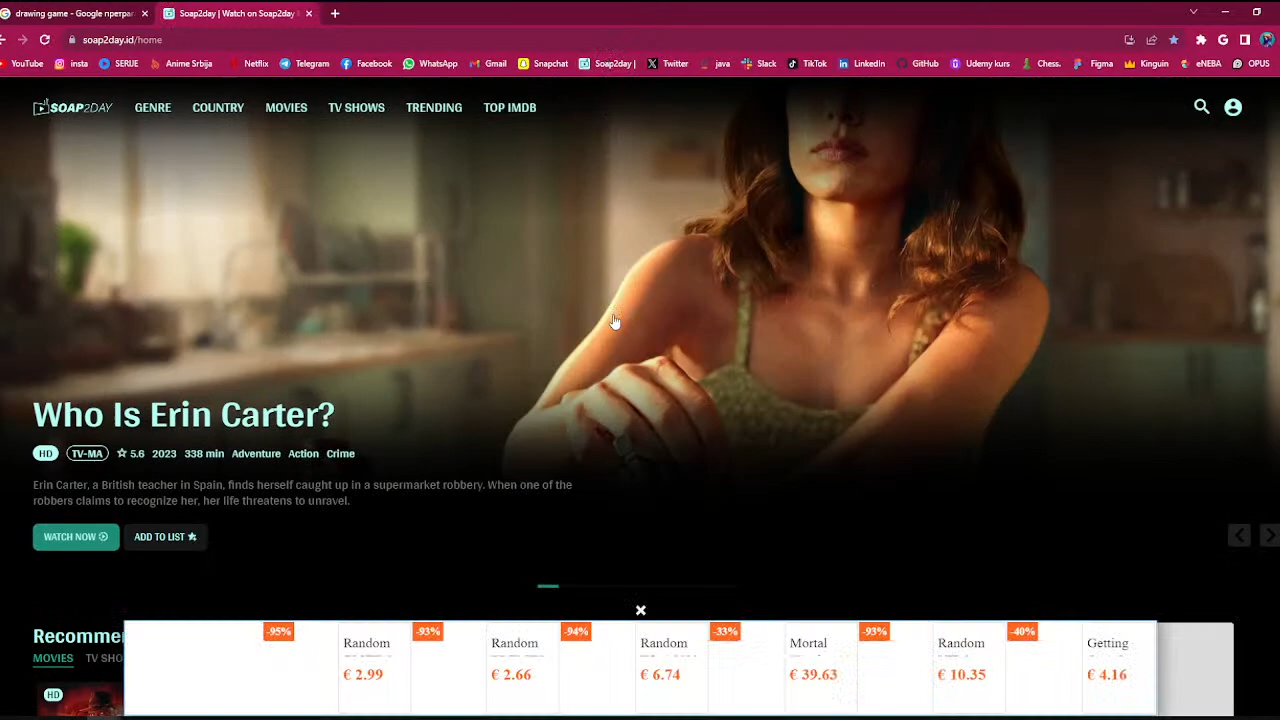 drawing game - Google претраг
Soap2day | Watch on Soap2day
soap2day.id/home
YouTube insta SERUE Anime Srbija Netflix Telegram Facebook WhatsApp Gmail Snapchat Soap2day | Twitter java Slack TikTok LinkedIn GitHub Udemy kurs Chess. Figma Kinguin eNEBA OPUS
SOAP2DAY GENRE COUNTRY MOVIES TV SHOWS TRENDING TOP IMDB
Who Is Erin Carter?
HD TV-MA 5.6 2023 338 min Adventure Action Crime
Erin Carter, a British teacher in Spain, finds herself caught up in a supermarket robbery. When one of the
robbers claims to recognize her, her life threatens to unravel.
WATCH NOW ADD TO LIST
-95% -93% -94% -33% -93% -40%
Recommen
Random Random Random Mortal Random Getting
MOVIES TV SHO
€ 2.99 € 2.66 € 6.74 € 39.63 € 10.35 € 4.16
HD